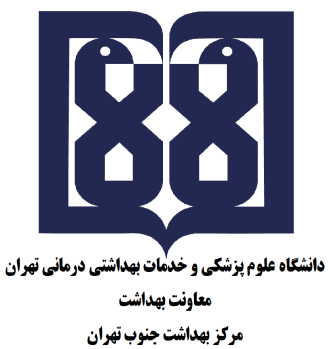 دانشگاه علوم پزشکی و خدمات بهداشتی درمانی تهران
معاونت بهداشت
مرکز بهداشت جنوب تهران